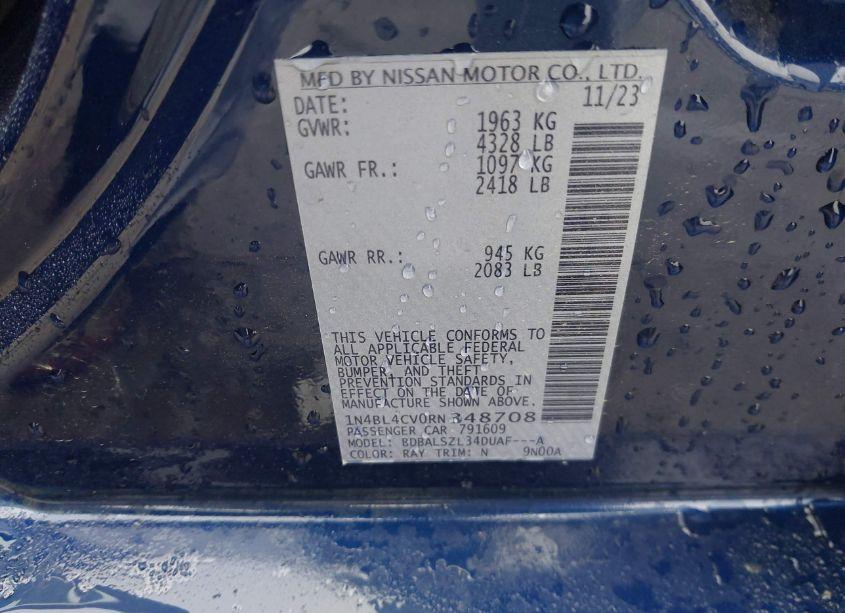 MFD BY NISSAN MOTOR CO., LTD.
DATE: 11/23
GVWR: 1963 KG
4328 LB
GAWR FR.: 1097 KG
2418 LB
GAWR RR.: 945 KG
2083 LB
THIS VEHICLE CONFORMS TO
ALL APPLICABLE FEDERAL
MOTOR VEHICLE SAFETY,
BUMPER, AND THEFT
PREVENTION STANDARDS IN
EFFECT ON THE DATE OF
MANUFACTURE SHOWN ABOVE.
1N4BL4CV0RN348708
PASSENGER CAR 791609
MODEL: BDBALSZL34DUAF---A
COLOR: RAY TRIM: N 9N00A